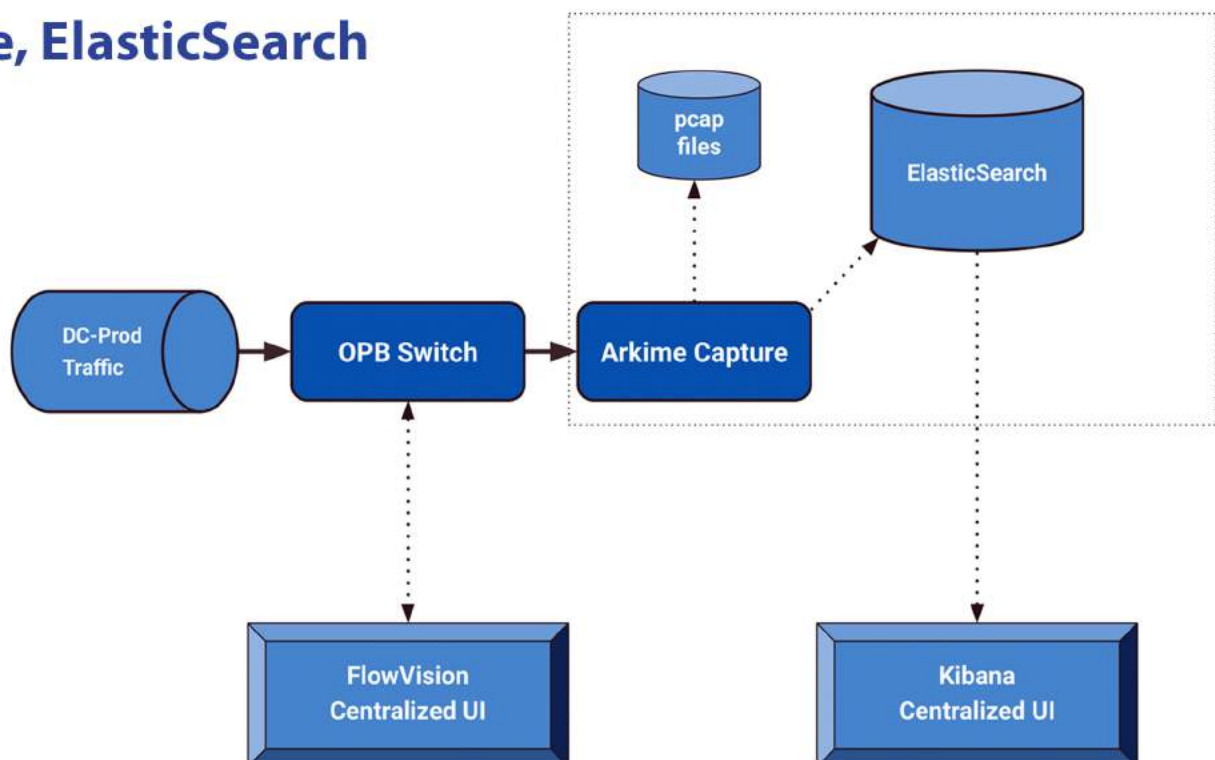 e, ElasticSearch
pcap
files
ElasticSearch
DC-Prod
Traffic
OPB Switch
Arkime Capture
FlowVision
Centralized UI
Kibana
Centralized UI